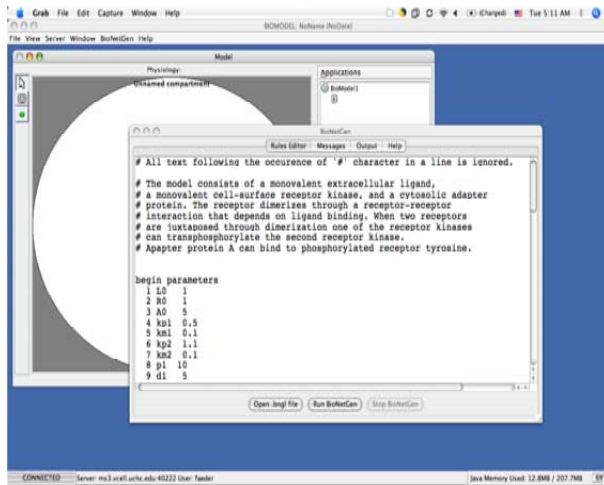 Grab File Edit Capture Window Help (Charged) Tue 5:11 AM
BIOMODEL: NoName (NoDate)
File View Server Window BioNetGen Help
Model
Physiology:
Unnamed compartment
Applications
BioModel1
BioNetGen
Rules Editor Messages Output Help
# All text following the occurence of '#' character in a line is ignored.
# The model consists of a monovalent extracellular ligand,
# a monovalent cell-surface receptor kinase, and a cytosolic adapter
# protein. The receptor dimerizes through a receptor-receptor
# interaction that depends on ligand binding. When two receptors
# are juxtaposed through dimerization one of the receptor kinases
# can transphosphorylate the second receptor kinase.
# Apapter protein A can bind to phosphorylated receptor tyrosine.
begin parameters
1 L0 1
2 R0 1
3 A0 5
4 kp1 0.5
5 km1 0.1
6 kp2 1.1
7 km2 0.1
8 p1 10
9 d1 5
Open .bngl file Run BioNetGen Stop BioNetGen
CONNECTED Server: ms3.vcell.uchc.edu:40222 User: faeder Java Memory Used: 12.8MB / 207.7MB